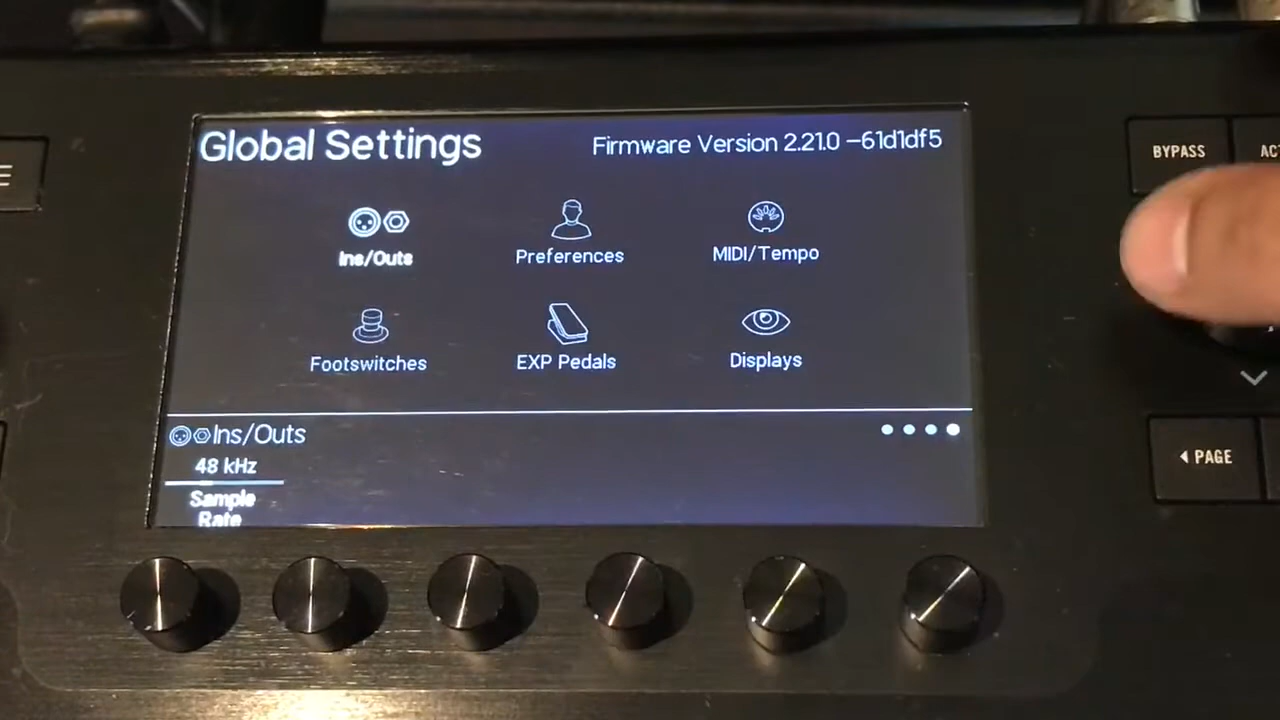 Global Settings
Firmware Version 2.21.0 –61d1df5
Ins/Outs
Preferences
MIDI/Tempo
Footswitches
EXP Pedals
Displays
Ins/Outs
48 kHz
Sample
Rate
BYPASS
PAGE